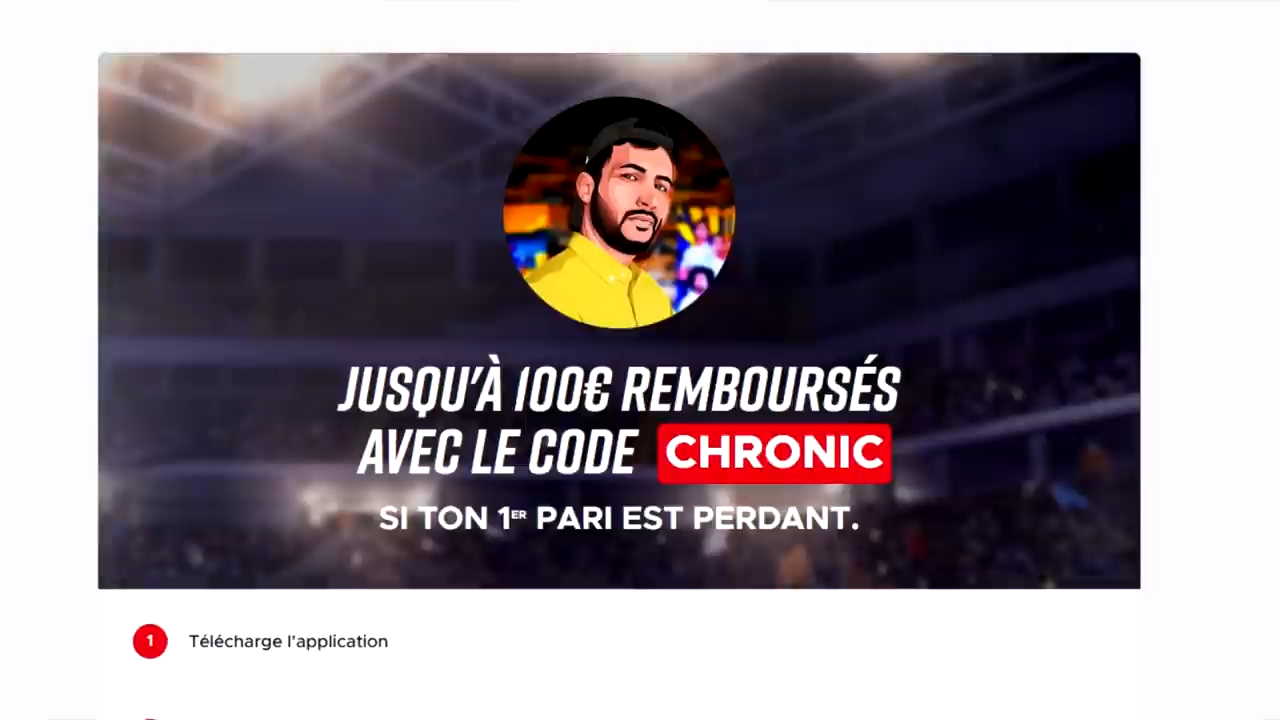 JUSQU'À 100€ REMBOURSÉS
AVEC LE CODE CHRONIC
SI TON 1ER PARI EST PERDANT.
1 Télécharge l'application